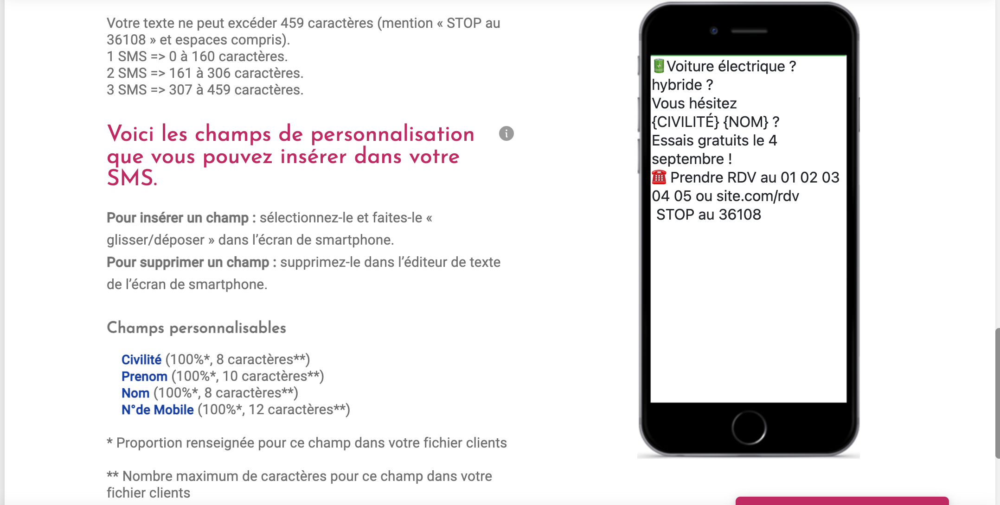 Votre texte ne peut excéder 459 caractères (mention « STOP au
36108 » et espaces compris).
1 SMS => 0 à 160 caractères.
2 SMS => 161 à 306 caractères.
3 SMS => 307 à 459 caractères.
Voici les champs de personnalisation
que vous pouvez insérer dans votre
SMS.
Pour insérer un champ : sélectionnez-le et faites-le «
glisser/déposer » dans l’écran de smartphone.
Pour supprimer un champ : supprimez-le dans l’éditeur de texte
de l’écran de smartphone.
Champs personnalisables
Civilité (100%*, 8 caractères**)
Prenom (100%*, 10 caractères**)
Nom (100%*, 8 caractères**)
N°de Mobile (100%*, 12 caractères**)
* Proportion renseignée pour ce champ dans votre fichier clients
** Nombre maximum de caractères pour ce champ dans votre
fichier clients
🔋Voiture électrique ?
hybride ?
Vous hésitez
{CIVILITÉ} {NOM} ?
Essais gratuits le 4
septembre !
☎️ Prendre RDV au 01 02 03
04 05 ou site.com/rdv
STOP au 36108